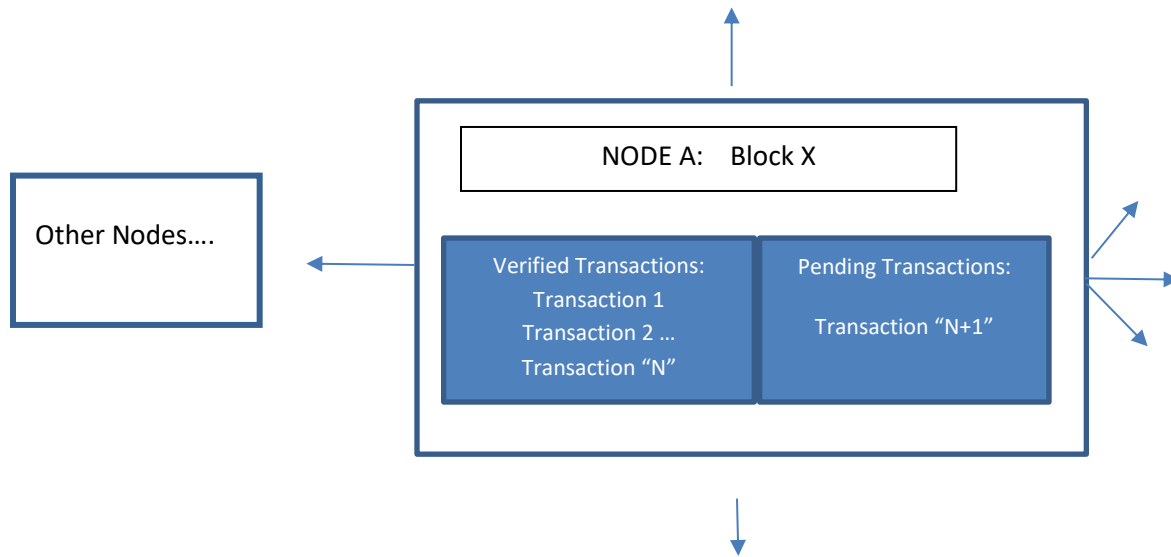 NODE A: Block X
Other Nodes….
Verified Transactions:
Transaction 1
Transaction 2 …
Transaction “N”
Pending Transactions:
Transaction “N+1”